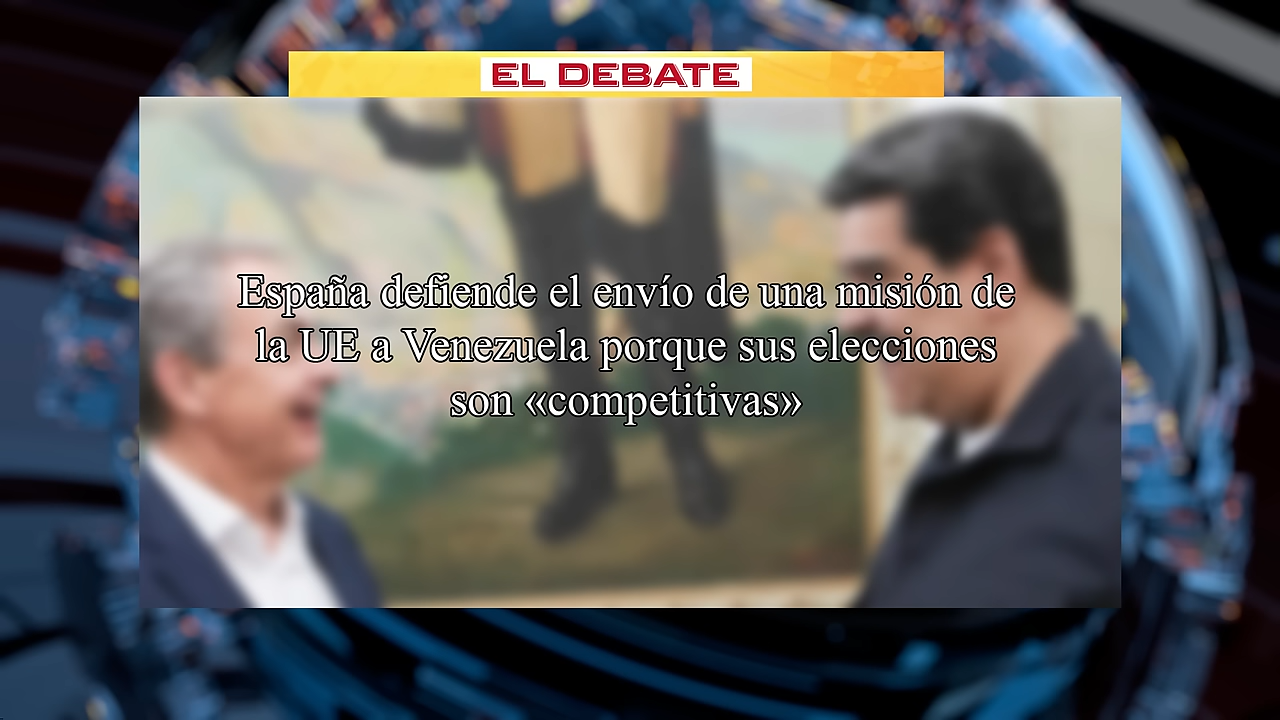 EL DEBATE
España defiende el envío de una misión de
la UE a Venezuela porque sus elecciones
son «competitivas»